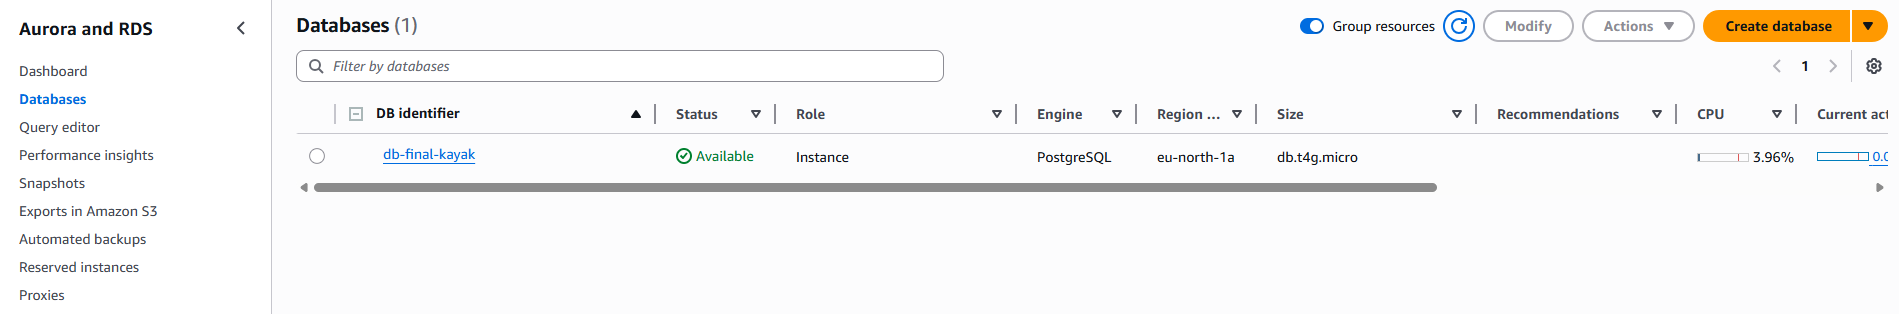 Aurora and RDS
Dashboard
Databases
Query editor
Performance insights
Snapshots
Exports in Amazon S3
Automated backups
Reserved instances
Proxies
Databases (1)
Group resources
Modify
Actions
Create database
Filter by databases
1
DB identifier Status Role Engine Region ... Size Recommendations CPU Current act
db-final-kayak Available Instance PostgreSQL eu-north-1a db.t4g.micro 3.96%